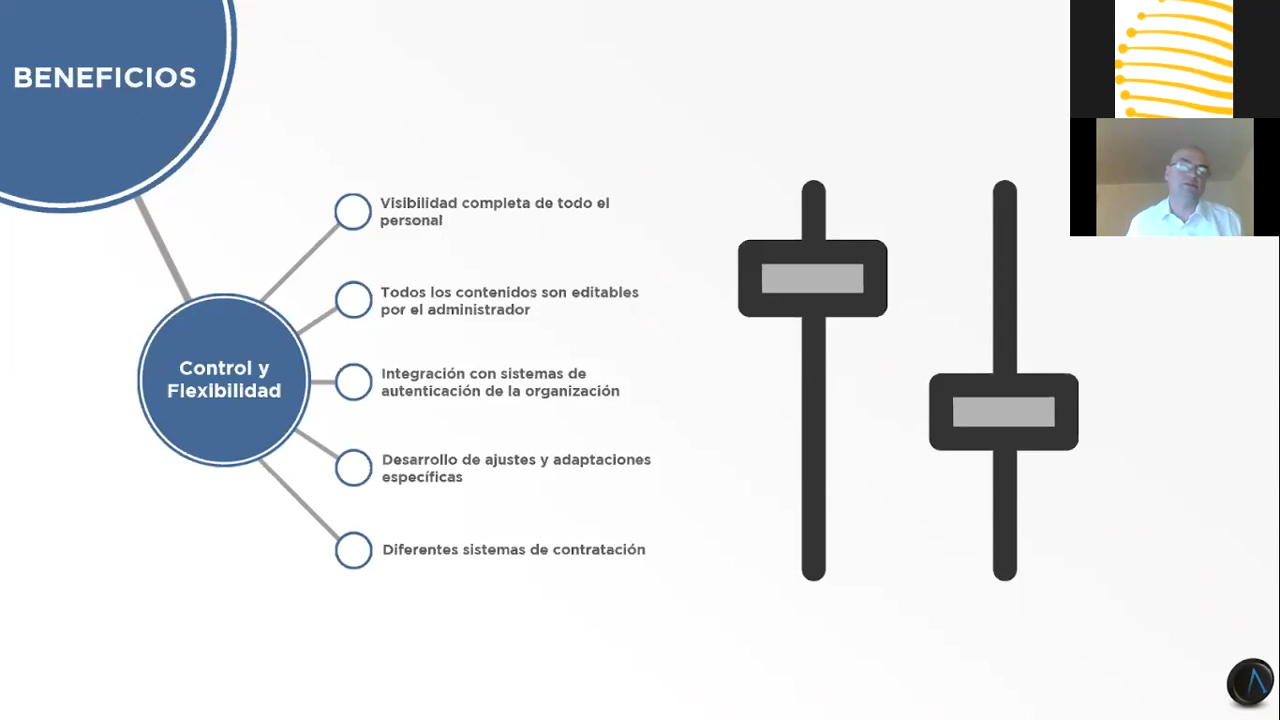 BENEFICIOS
Control y
Flexibilidad
Visibilidad completa de todo el
personal
Todos los contenidos son editables
por el administrador
Integración con sistemas de
autenticación de la organización
Desarrollo de ajustes y adaptaciones
específicas
Diferentes sistemas de contratación